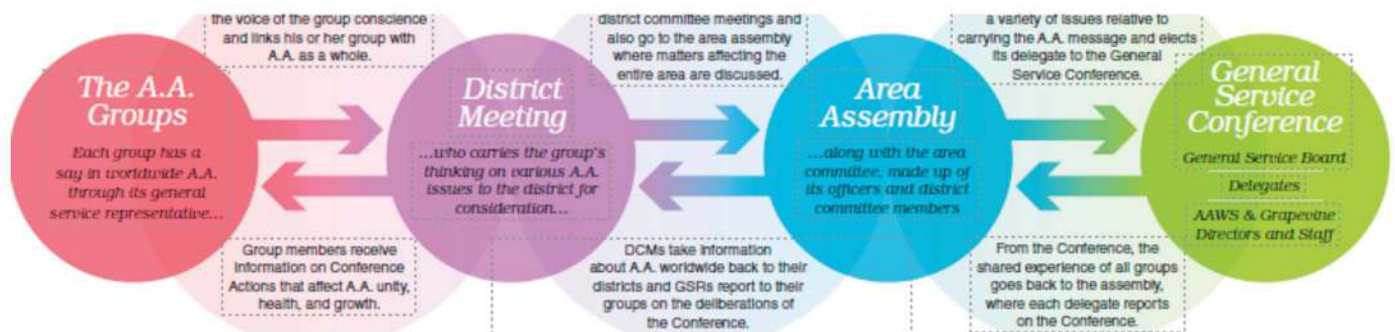 the voice of the group conscience
and links his or her group with
A.A. as a whole.
district committee meetings and
also go to the area assembly
where matters affecting the
entire area are discussed.
a variety of issues relative to
carrying the A.A. message and elects
its delegate to the General
Service Conference.
The A.A.
Groups
Each group has a
say in worldwide A.A.
through its general
service representative...
District
Meeting
...who carries the group's
thinking on various A.A.
issues to the district for
consideration...
Area
Assembly
...along with the area
committee, made up of
its officers and district
committee members
General
Service
Conference
General Service Board
Delegates
AAWS & Grapevine
Directors and Staff
Group members receive
information on Conference
Actions that affect A.A. unity,
health, and growth.
DCMs take information
about A.A. worldwide back to their
districts and GSRs report to their
groups on the deliberations of
the Conference.
From the Conference, the
shared experience of all groups
goes back to the assembly,
where each delegate reports
on the Conference.